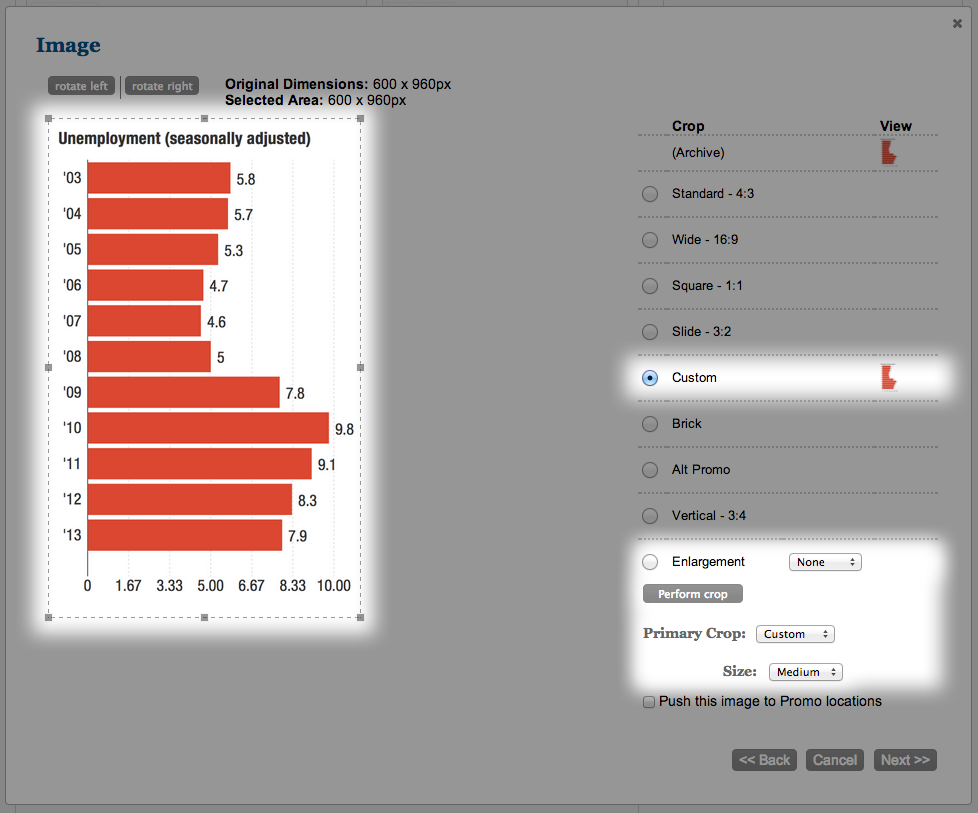 Image
rotate left
rotate right
Original Dimensions: 600 x 960px
Selected Area: 600 x 960px
Unemployment (seasonally adjusted)
'03 5.8
'04 5.7
'05 5.3
'06 4.7
'07 4.6
'08 5
'09 7.8
'10 9.8
'11 9.1
'12 8.3
'13 7.9
0 1.67 3.33 5.00 6.67 8.33 10.00
Crop View
(Archive)
Standard - 4:3
Wide - 16:9
Square - 1:1
Slide - 3:2
Custom
Brick
Alt Promo
Vertical - 3:4
Enlargement None
Perform crop
Primary Crop: Custom
Size: Medium
Push this image to Promo locations
<< Back Cancel Next >>